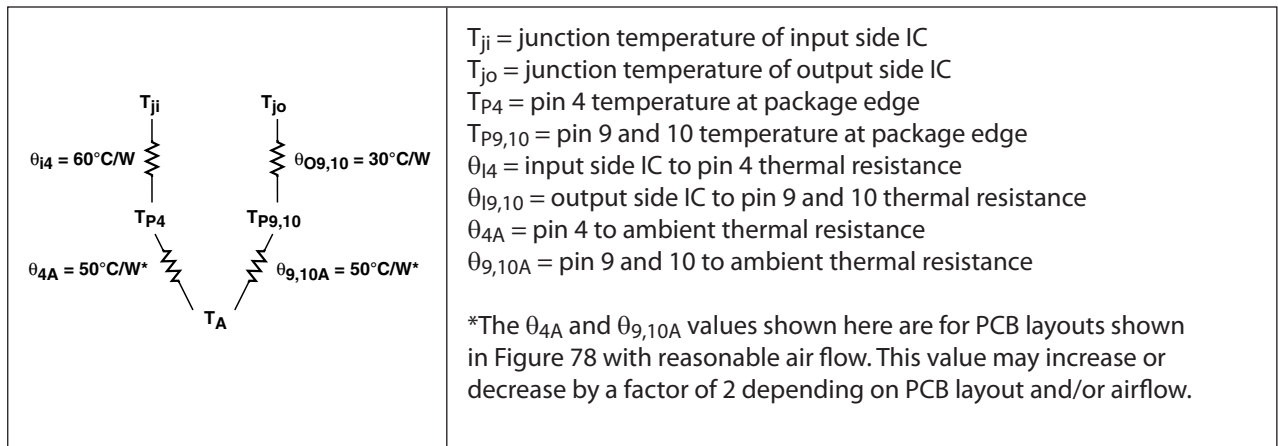 Tji
Tjo
θi4 = 60°C/W
θO9,10 = 30°C/W
TP4
TP9,10
θ4A = 50°C/W*
θ9,10A = 50°C/W*
TA
Tji = junction temperature of input side IC
Tjo = junction temperature of output side IC
TP4 = pin 4 temperature at package edge
TP9,10 = pin 9 and 10 temperature at package edge
θI4 = input side IC to pin 4 thermal resistance
θI9,10 = output side IC to pin 9 and 10 thermal resistance
θ4A = pin 4 to ambient thermal resistance
θ9,10A = pin 9 and 10 to ambient thermal resistance
*The θ4A and θ9,10A values shown here are for PCB layouts shown
in Figure 78 with reasonable air flow. This value may increase or
decrease by a factor of 2 depending on PCB layout and/or airflow.